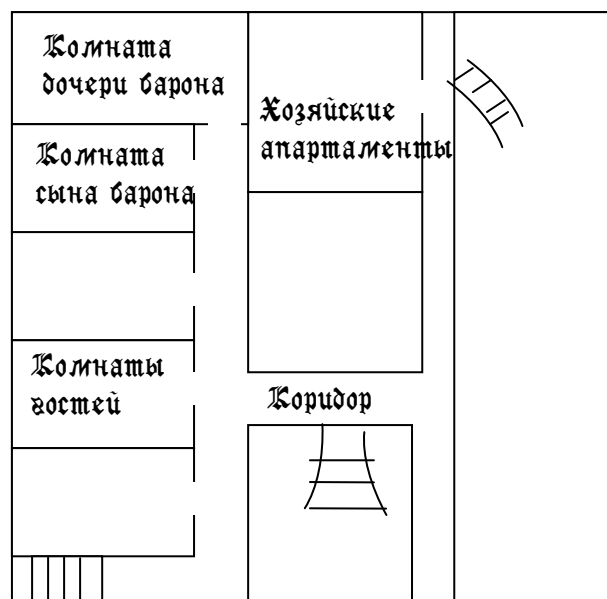 Комната
дочери барона
Хозяйские
апартаменты
Комната
сына барона
Комнаты
гостей
Коридор